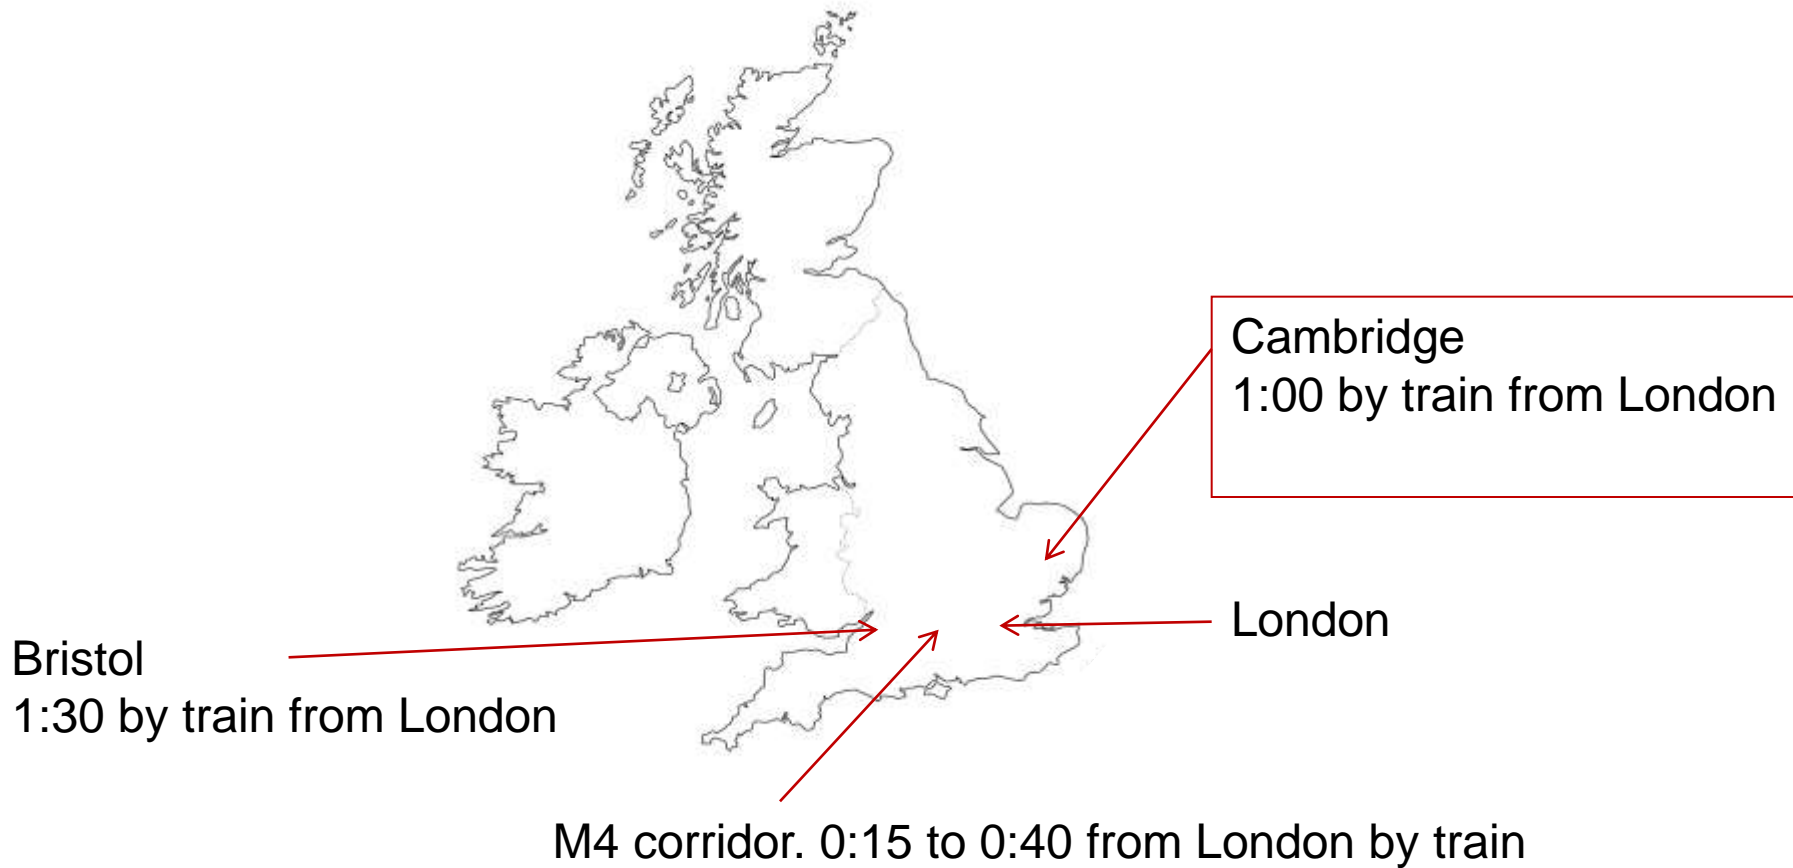 Cambridge
1:00 by train from London
London
Bristol
1:30 by train from London
M4 corridor. 0:15 to 0:40 from London by train